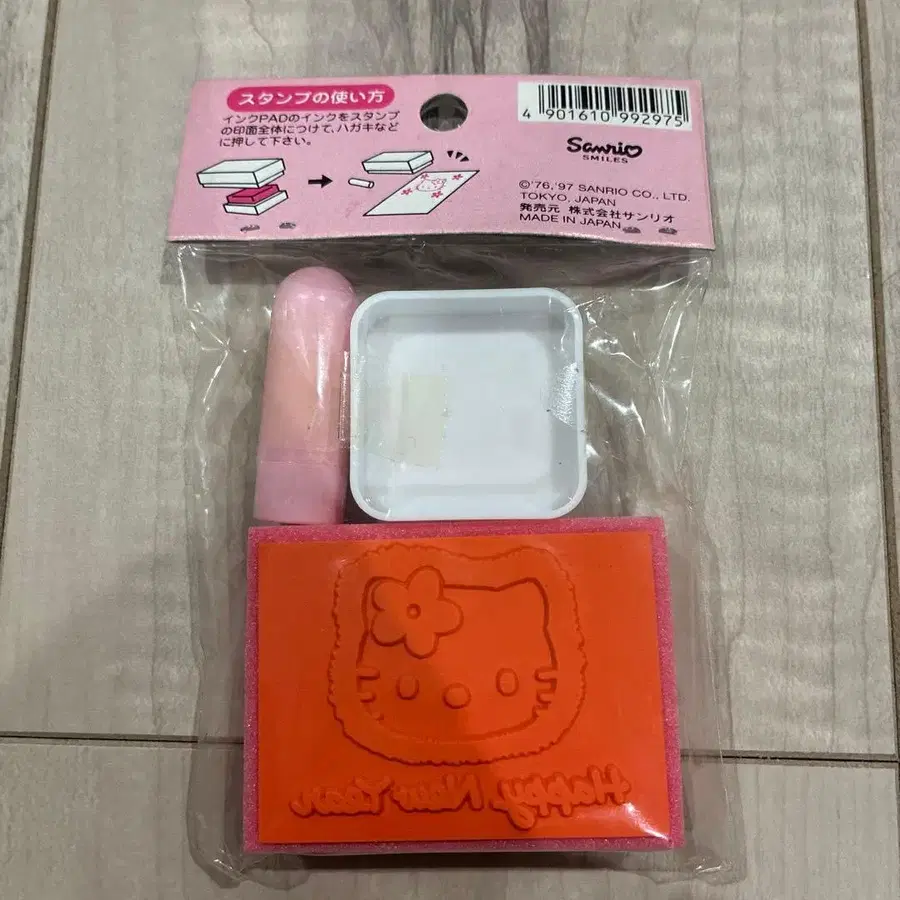 スタンプの使い方
インクPADのインクをスタンプ
の印面全体につけて、ハガキなど
に押して下さい。
4 901610 992975
Sanrio
SMILES
©'76,'97 SANRIO CO., LTD.
TOKYO, JAPAN
発売元 株式会社サンリオ
MADE IN JAPAN
Happy New Year